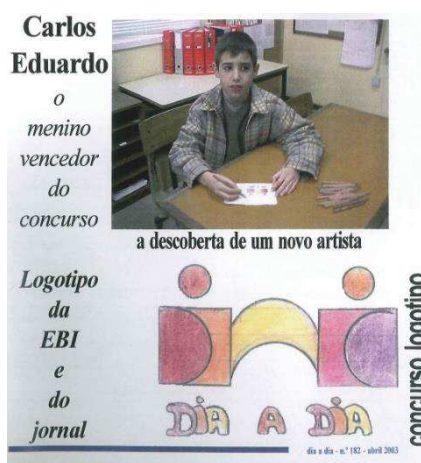 Carlos
Eduardo
o
menino
vencedor
do
concurso
a descoberta de um novo artista
Logotipo
da
EBI
e
do
jornal
DIA A DIA
concurso logotipo
dia a dia - n.º 182 - abril 2003